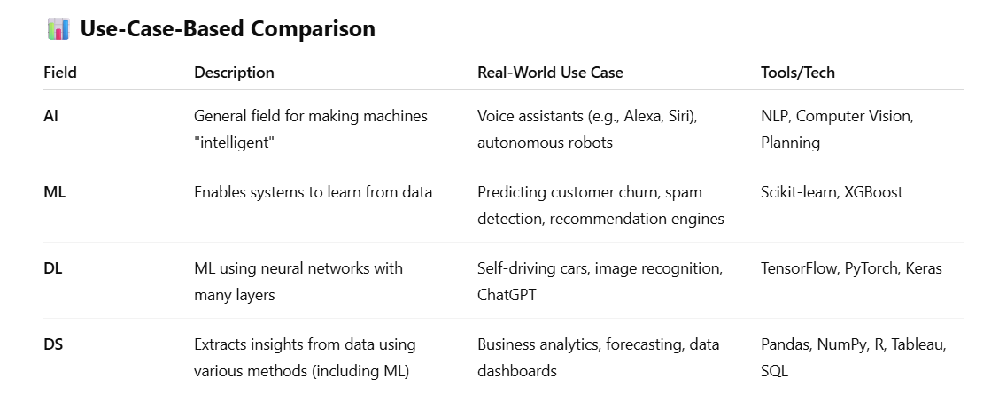 📊 Use-Case-Based Comparison
Field Description Real-World Use Case Tools/Tech
AI General field for making machines Voice assistants (e.g., Alexa, Siri), NLP, Computer Vision,
"intelligent" autonomous robots Planning
ML Enables systems to learn from data Predicting customer churn, spam Scikit-learn, XGBoost
detection, recommendation engines
DL ML using neural networks with Self-driving cars, image recognition, TensorFlow, PyTorch, Keras
many layers ChatGPT
DS Extracts insights from data using Business analytics, forecasting, data Pandas, NumPy, R, Tableau,
various methods (including ML) dashboards SQL